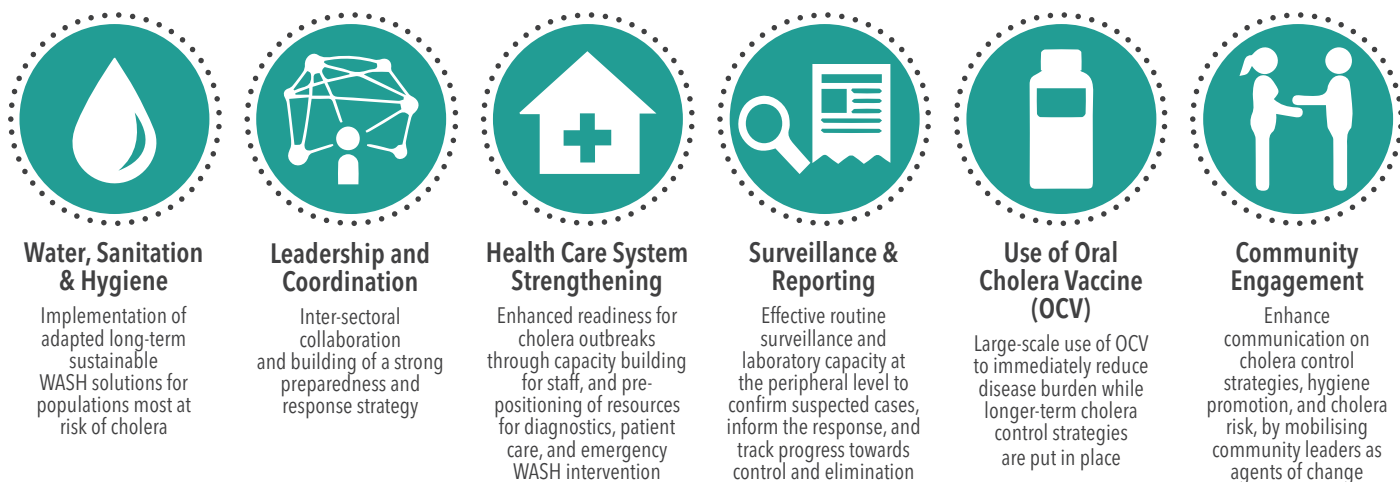 Water, Sanitation
& Hygiene
Implementation of
adapted long-term
sustainable
WASH solutions for
populations most at
risk of cholera
Leadership and
Coordination
Inter-sectoral
collaboration
and building of a strong
preparedness and
response strategy
Health Care System
Strengthening
Enhanced readiness for
cholera outbreaks
through capacity building
for staff, and pre-
positioning of resources
for diagnostics, patient
care, and emergency
WASH intervention
Surveillance &
Reporting
Effective routine
surveillance and
laboratory capacity at
the peripheral level to
confirm suspected cases,
inform the response, and
track progress towards
control and elimination
Use of Oral
Cholera Vaccine
(OCV)
Large-scale use of OCV
to immediately reduce
disease burden while
longer-term cholera
control strategies
are put in place
Community
Engagement
Enhance
communication on
cholera control
strategies, hygiene
promotion, and cholera
risk, by mobilising
community leaders as
agents of change